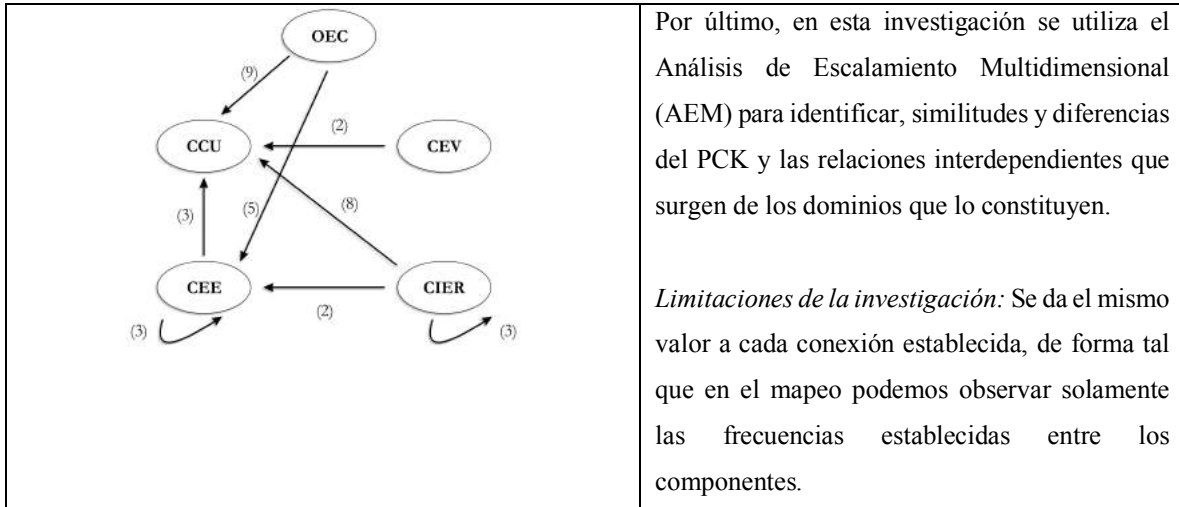 OEC
(9)
(2)
CCU
CEV
(3)
(5)
(8)
CEE
CIER
(2)
(3)
(3)
Por último, en esta investigación se utiliza el
Análisis de Escalamiento Multidimensional
(AEM) para identificar, similitudes y diferencias
del PCK y las relaciones interdependientes que
surgen de los dominios que lo constituyen.
Limitaciones de la investigación: Se da el mismo
valor a cada conexión establecida, de forma tal
que en el mapeo podemos observar solamente
las frecuencias establecidas entre los
componentes.